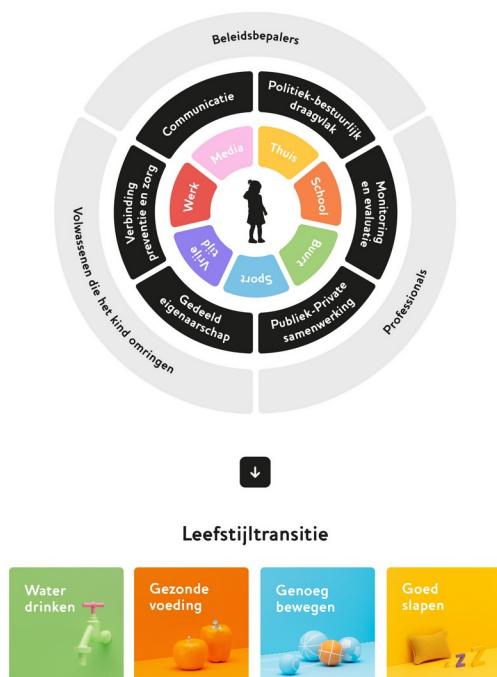 Beleidsbepalers
Communicatie
Politiek-bestuurlijk
draagvlak
Media
Thuis
Verbinding
preventie en zorg
Werk
School
Monitoring
en evaluatie
Volwassenen die het kind omringen
Vrije
tijd
Buurt
Sport
Professionals
Gedeeld
eigenaarschap
Publiek-Private
samenwerking
↓
Leefstijltransitie
Water
drinken
Gezonde
voeding
Genoeg
bewegen
Goed
slapen
z z Z